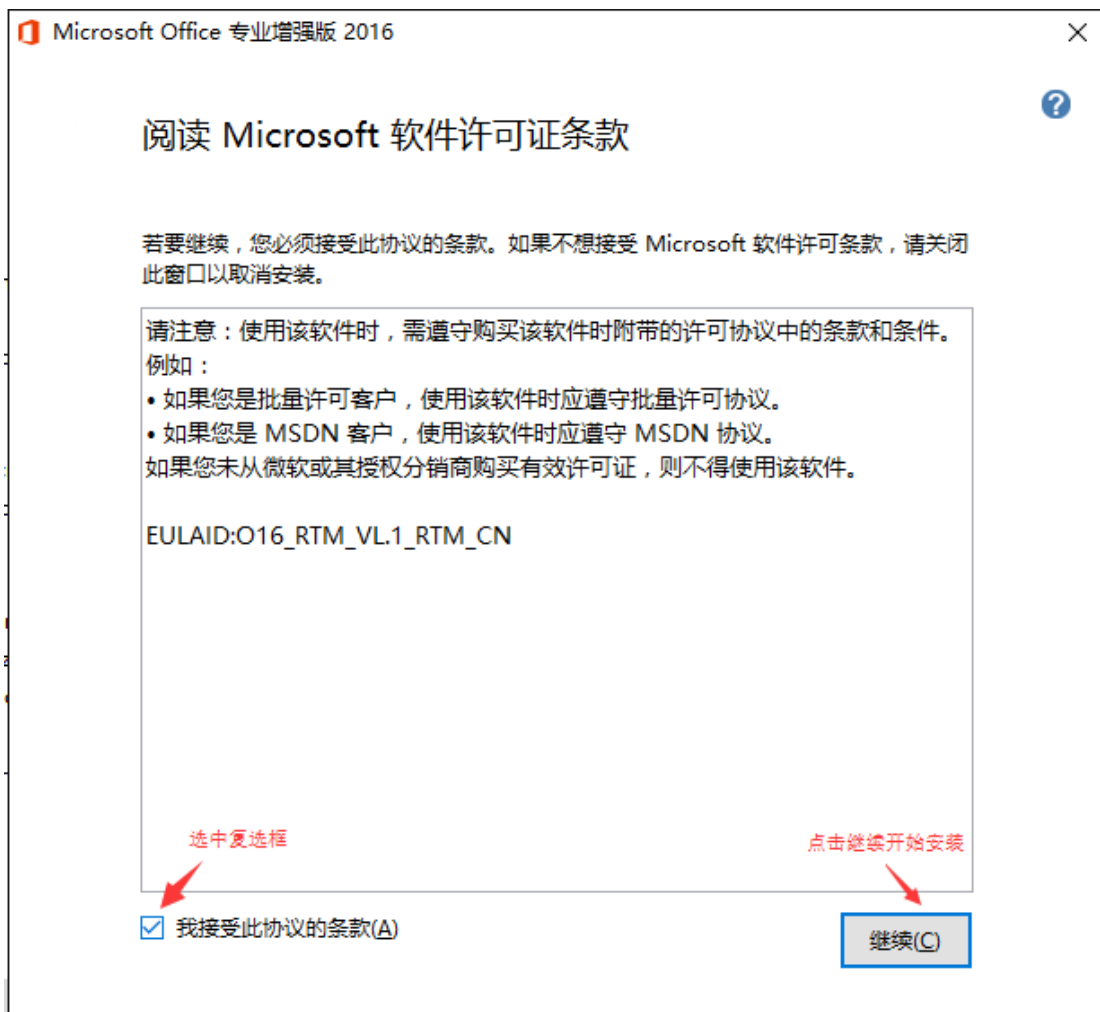 Microsoft Office 专业增强版 2016
阅读 Microsoft 软件许可证条款
若要继续，您必须接受此协议的条款。如果不想接受 Microsoft 软件许可条款，请关闭
此窗口以取消安装。
请注意：使用该软件时，需遵守购买该软件时附带的许可协议中的条款和条件。
例如：
• 如果您是批量许可客户，使用该软件时应遵守批量许可协议。
• 如果您是 MSDN 客户，使用该软件时应遵守 MSDN 协议。
如果您未从微软或其授权分销商购买有效许可证，则不得使用该软件。
EULAID:O16_RTM_VL.1_RTM_CN
选中复选框
点击继续开始安装
我接受此协议的条款(A)
继续(C)